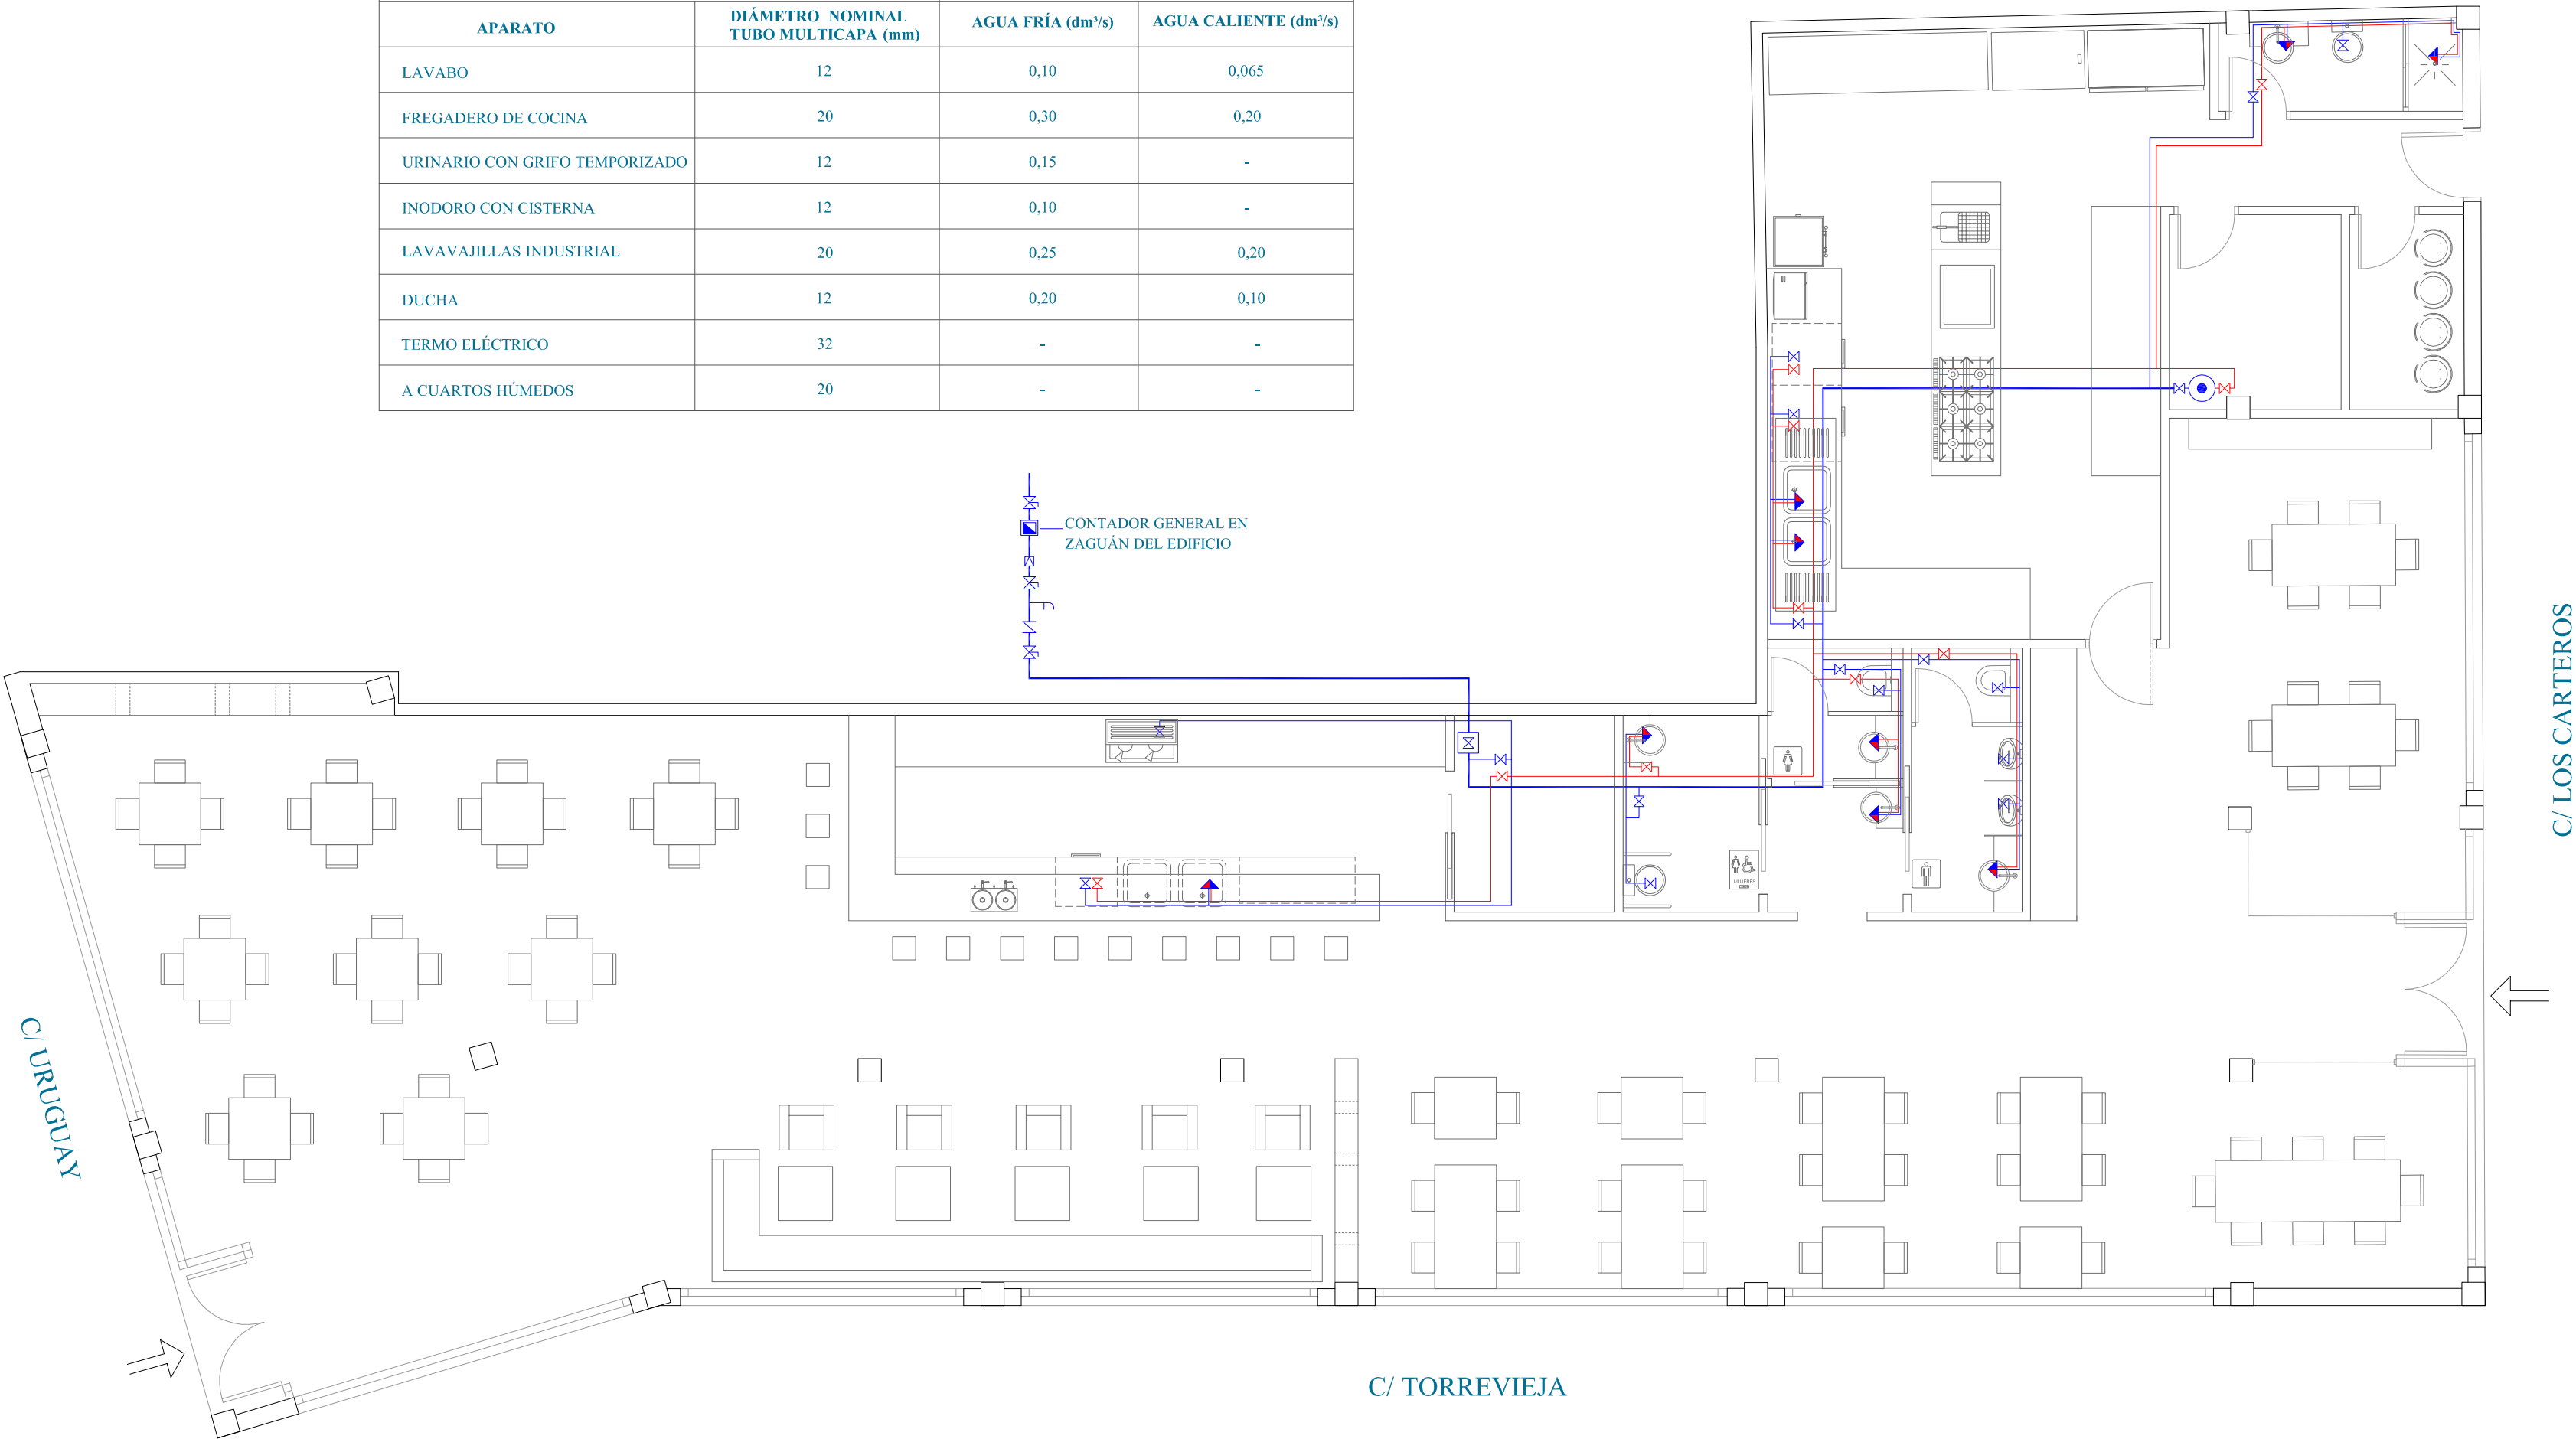 APARATO
DIÁMETRO NOMINAL
TUBO MULTICAPA (mm)
AGUA FRÍA (dm³/s)
AGUA CALIENTE (dm³/s)
LAVABO 12 0,10 0,065
FREGADERO DE COCINA 20 0,30 0,20
URINARIO CON GRIFO TEMPORIZADO 12 0,15 -
INODORO CON CISTERNA 12 0,10 -
LAVAVAJILLAS INDUSTRIAL 20 0,25 0,20
DUCHA 12 0,20 0,10
TERMO ELÉCTRICO 32 - -
A CUARTOS HÚMEDOS 20 - -
CONTADOR GENERAL EN
ZAGUÁN DEL EDIFICIO
C/ LOS CARTEROS
MUJERES
C/ URUGUAY
C/ TORREVIEJA